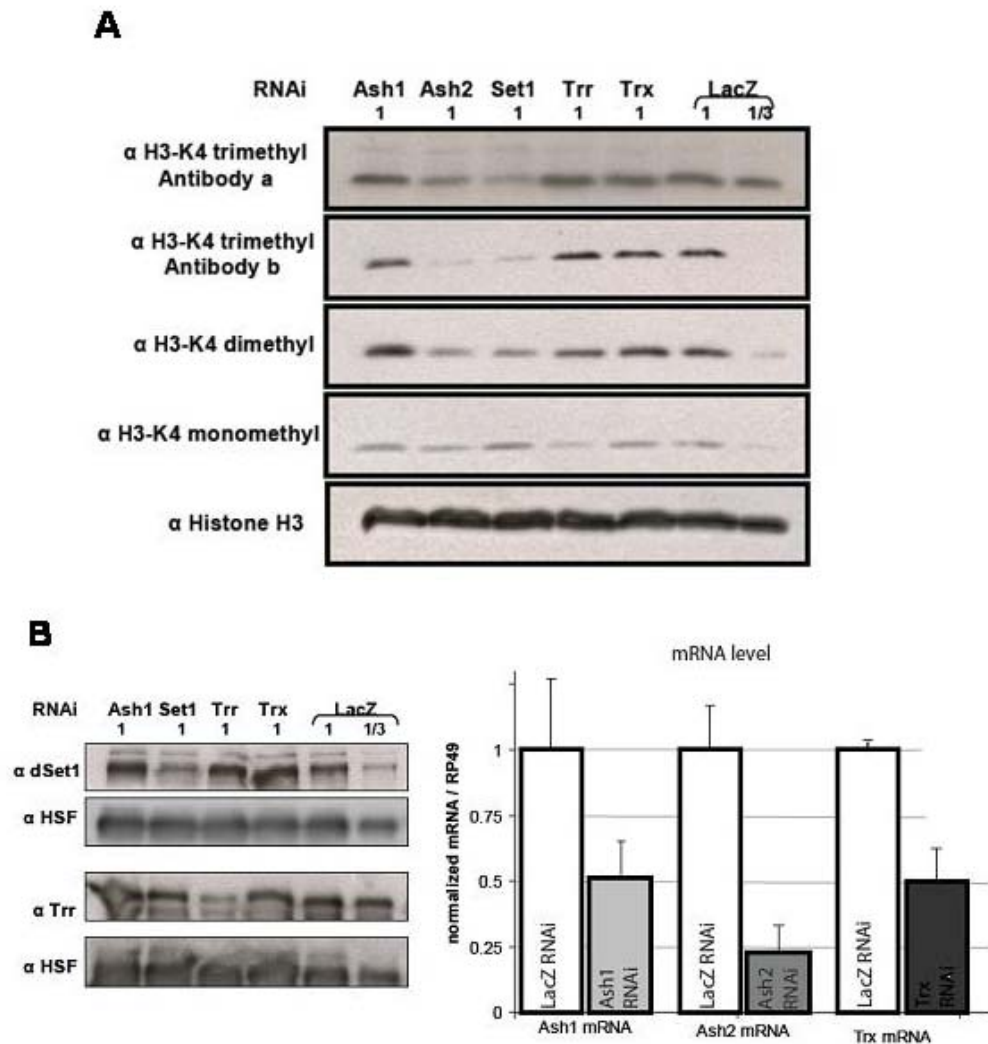 A
RNAi Ash1 Ash2 Set1 Trr Trx LacZ
1 1 1 1 1 1 1/3
α H3-K4 trimethyl
Antibody a
α H3-K4 trimethyl
Antibody b
α H3-K4 dimethyl
α H3-K4 monomethyl
α Histone H3
B
RNAi Ash1 Set1 Trr Trx LacZ
1 1 1 1 1 1/3
α dSet1
α HSF
α Trr
α HSF
mRNA level
normalized mRNA / RP49
1
0.75
0.5
0.25
0
LacZ RNAi
Ash1
RNAi
LacZ RNAi
Ash2
RNAi
LacZ RNAi
Trx
RNAi
Ash1 mRNA
Ash2 mRNA
Trx mRNA